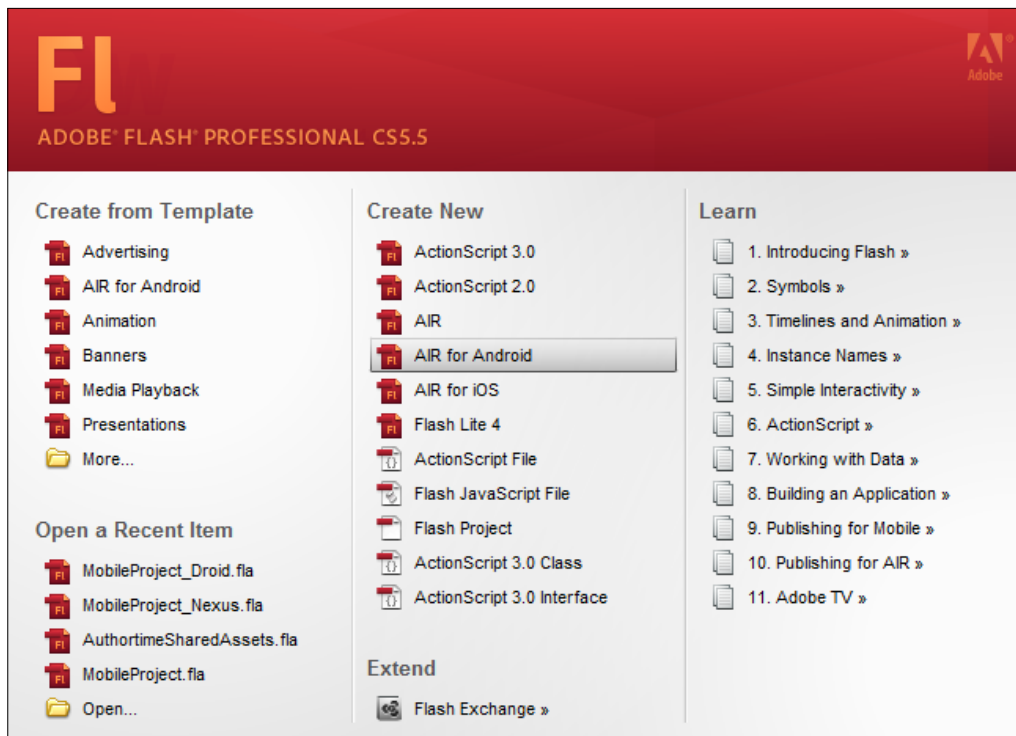 Fl
Adobe
ADOBE® FLASH® PROFESSIONAL CS5.5
Create from Template
Advertising
AIR for Android
Animation
Banners
Media Playback
Presentations
More...
Open a Recent Item
MobileProject_Droid.fla
MobileProject_Nexus.fla
AuthortimeSharedAssets.fla
MobileProject.fla
Open...
Create New
ActionScript 3.0
ActionScript 2.0
AIR
AIR for Android
AIR for iOS
Flash Lite 4
ActionScript File
Flash JavaScript File
Flash Project
ActionScript 3.0 Class
ActionScript 3.0 Interface
Extend
Flash Exchange »
Learn
1. Introducing Flash »
2. Symbols »
3. Timelines and Animation »
4. Instance Names »
5. Simple Interactivity »
6. ActionScript »
7. Working with Data »
8. Building an Application »
9. Publishing for Mobile »
10. Publishing for AIR »
11. Adobe TV »